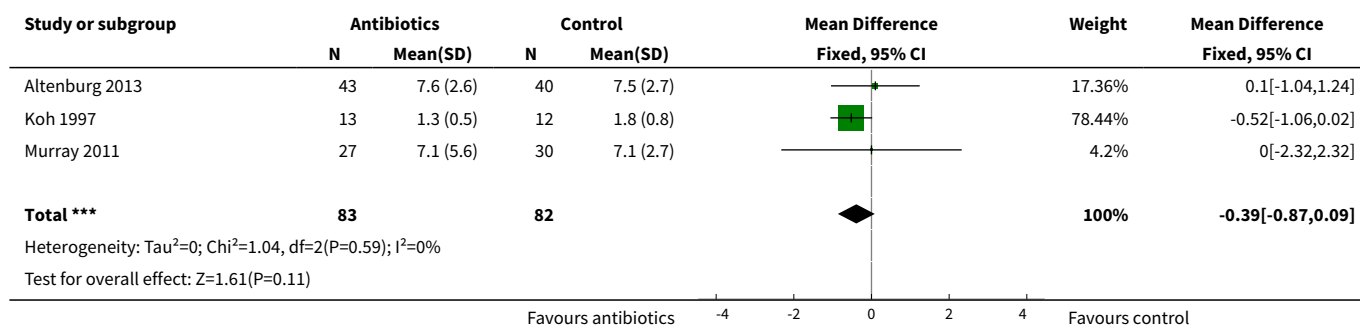 Study or subgroup Antibiotics Control Mean Difference Weight Mean Difference
N Mean(SD) N Mean(SD) Fixed, 95% CI Fixed, 95% CI
Altenburg 2013 43 7.6 (2.6) 40 7.5 (2.7) 17.36% 0.1[-1.04,1.24]
Koh 1997 13 1.3 (0.5) 12 1.8 (0.8) 78.44% -0.52[-1.06,0.02]
Murray 2011 27 7.1 (5.6) 30 7.1 (2.7) 4.2% 0[-2.32,2.32]
Total *** 83 82 100% -0.39[-0.87,0.09]
Heterogeneity: Tau²=0; Chi²=1.04, df=2(P=0.59); I²=0%
Test for overall effect: Z=1.61(P=0.11)
Favours antibiotics -4 -2 0 2 4 Favours control